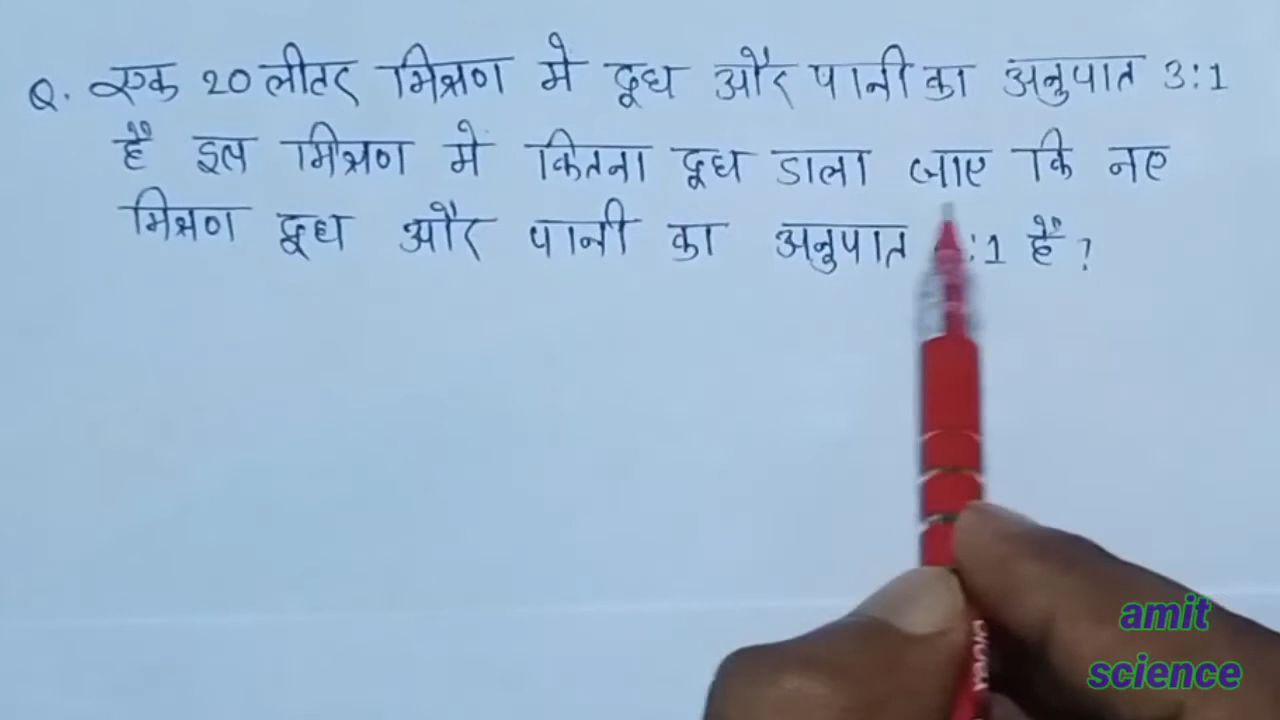 Q. एक 20 लीटर मिश्रण में दूध और पानी का अनुपात 3:1
है इस मिश्रण में कितना दूध डाला जाए कि नए
मिश्रण दूध और पानी का अनुपात :1 है ?
amit
science